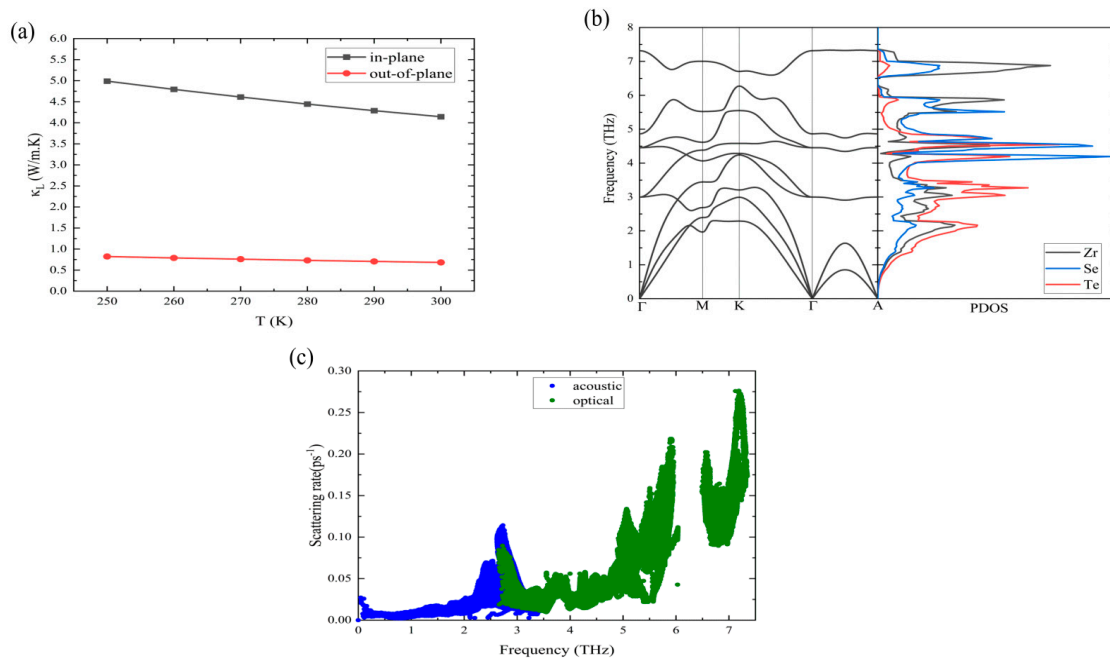 (a)
6.0
5.5
5.0
4.5
4.0
3.5
3.0
2.5
2.0
1.5
1.0
0.5
0.0
κL (W/m.K)
in-plane
out-of-plane
250 260 270 280 290 300
T (K)
(b)
8
7
6
5
4
3
2
1
0
Frequency (THz)
Γ M K Γ A
PDOS
Zr
Se
Te
(c)
0.30
0.25
0.20
0.15
0.10
0.05
0.00
Scattering rate(ps-1)
acoustic
optical
0 1 2 3 4 5 6 7
Frequency (THz)